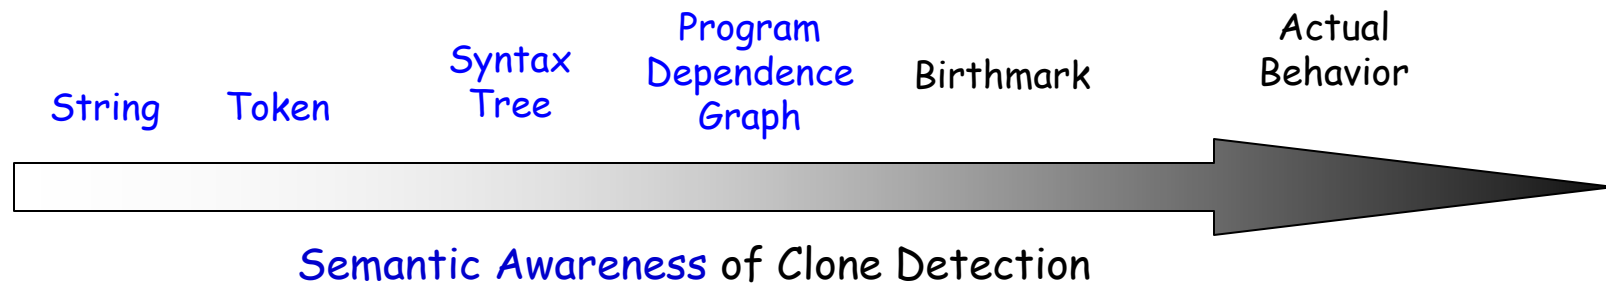 String
Token
Syntax
Tree
Program
Dependence
Graph
Birthmark
Actual
Behavior
Semantic Awareness of Clone Detection